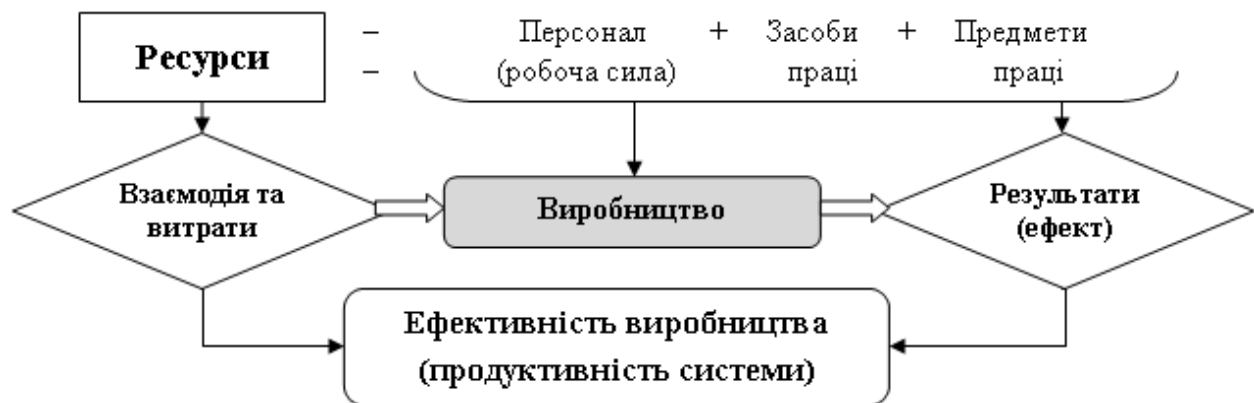 Ресурси
–
–
Персонал + Засоби + Предмети
(робоча сила) праці праці
Взаємодія та
витрати
Виробництво
Результати
(ефект)
Ефективність виробництва
(продуктивність системи)